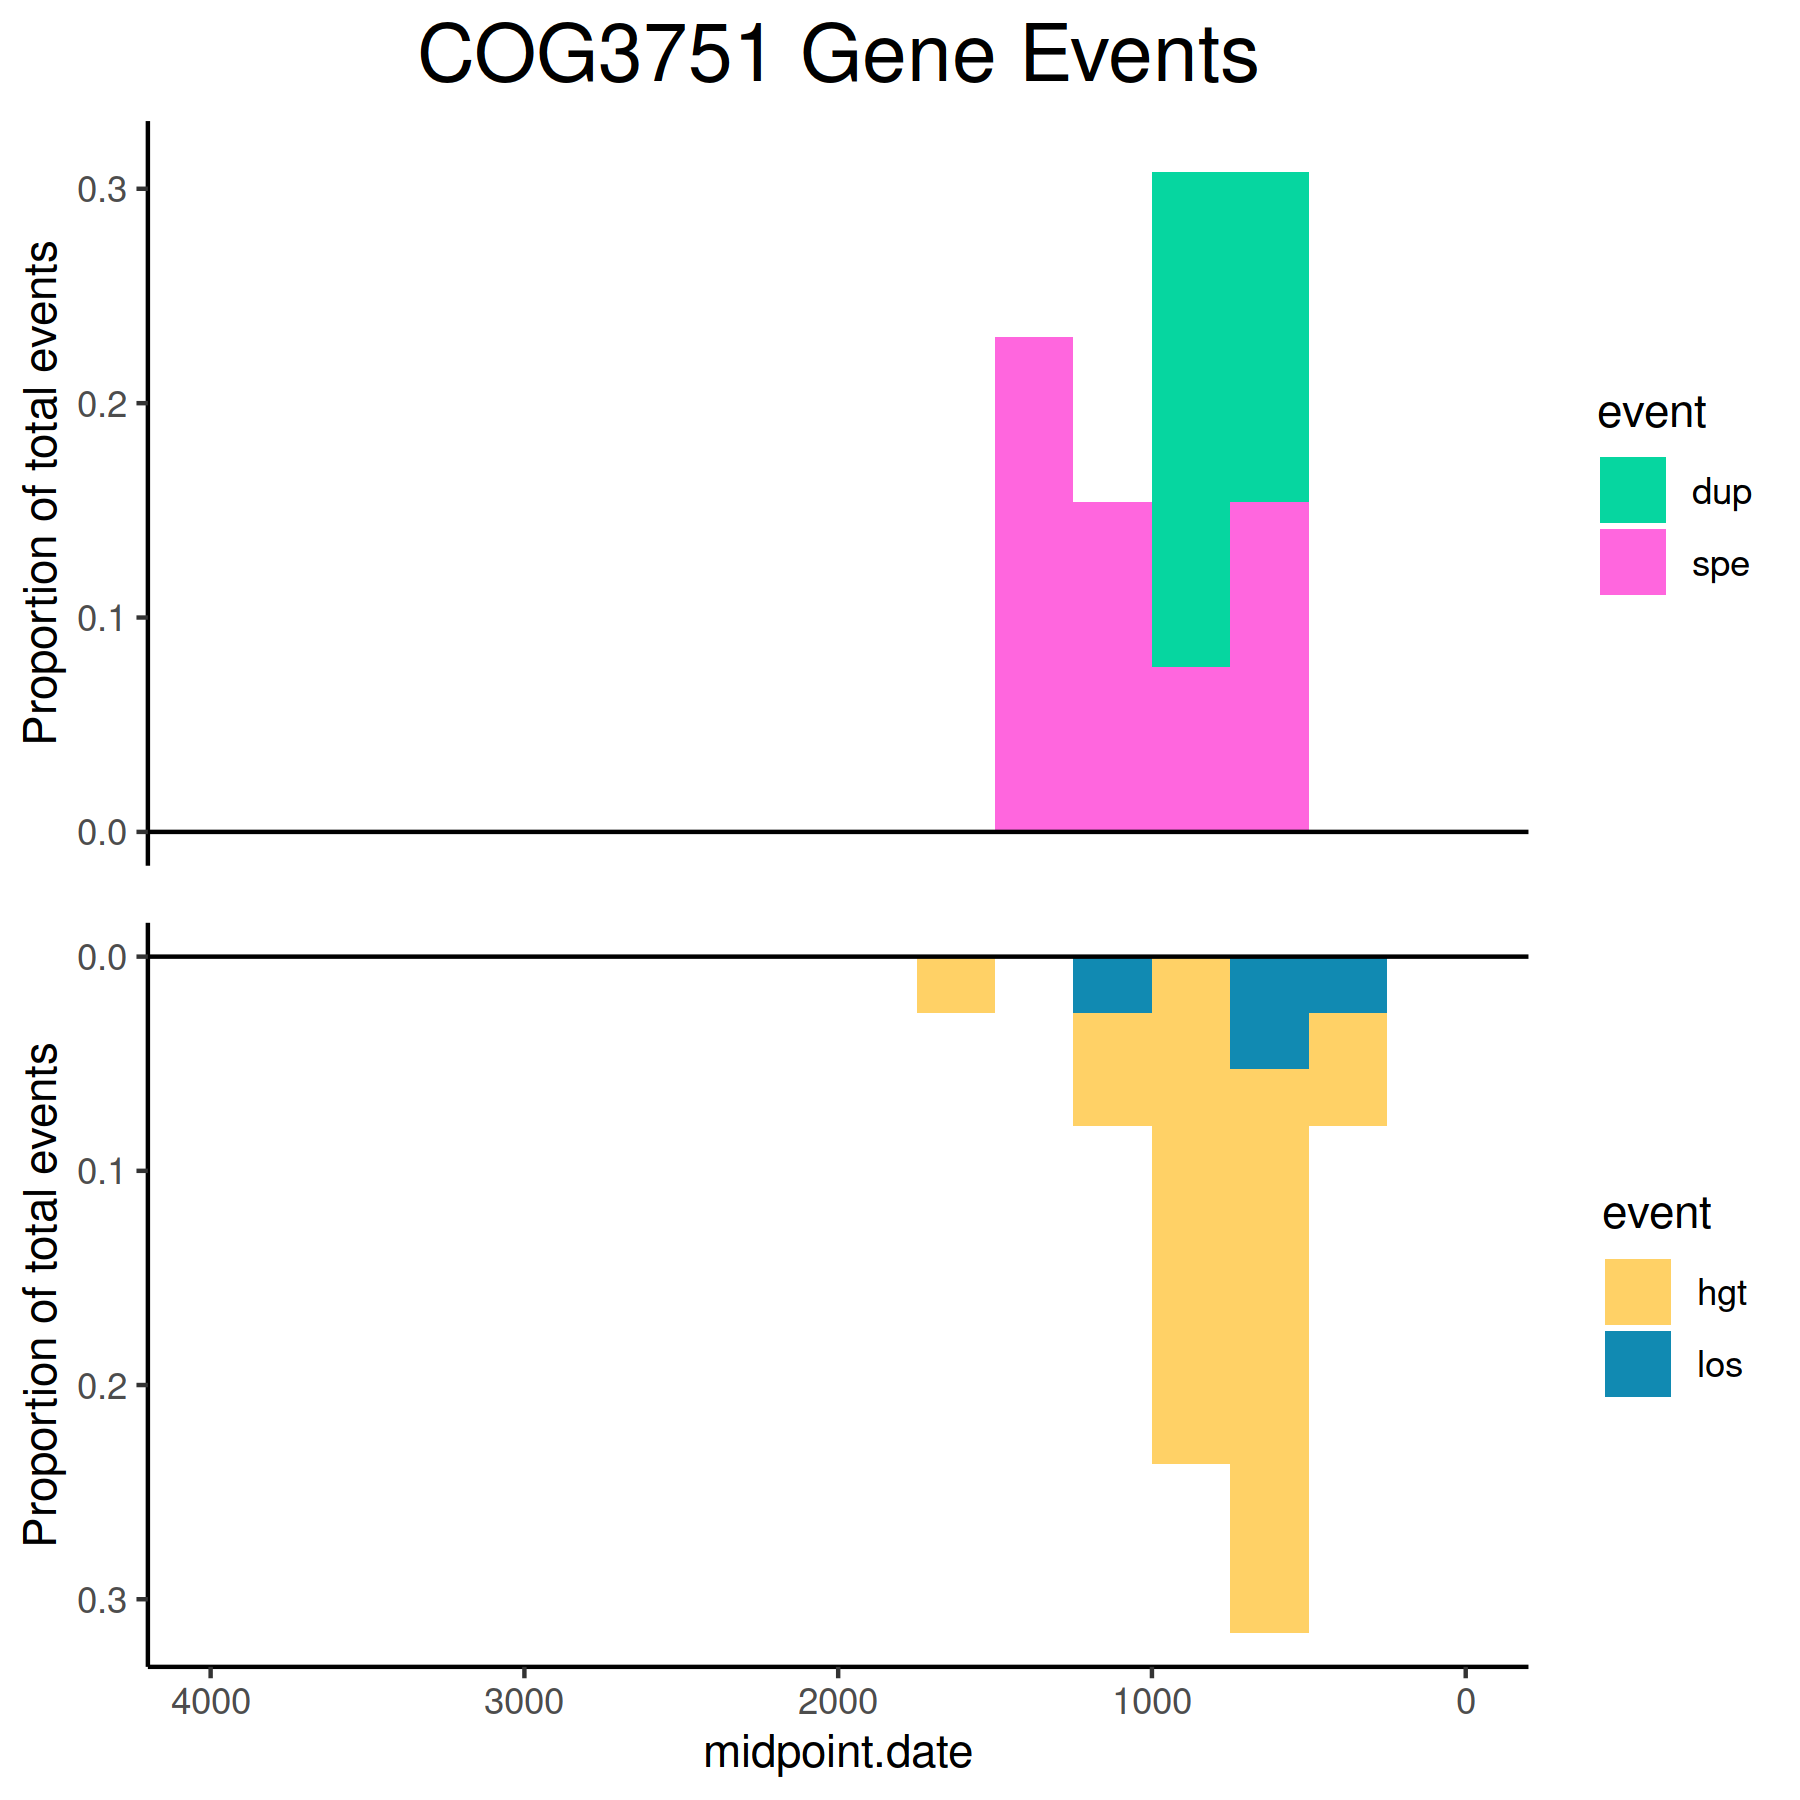 COG3751 Gene Events
Proportion of total events
0.3
0.2
0.1
0.0
event
dup
spe
Proportion of total events
0.0
0.1
0.2
0.3
event
hgt
los
4000 3000 2000 1000 0
midpoint.date